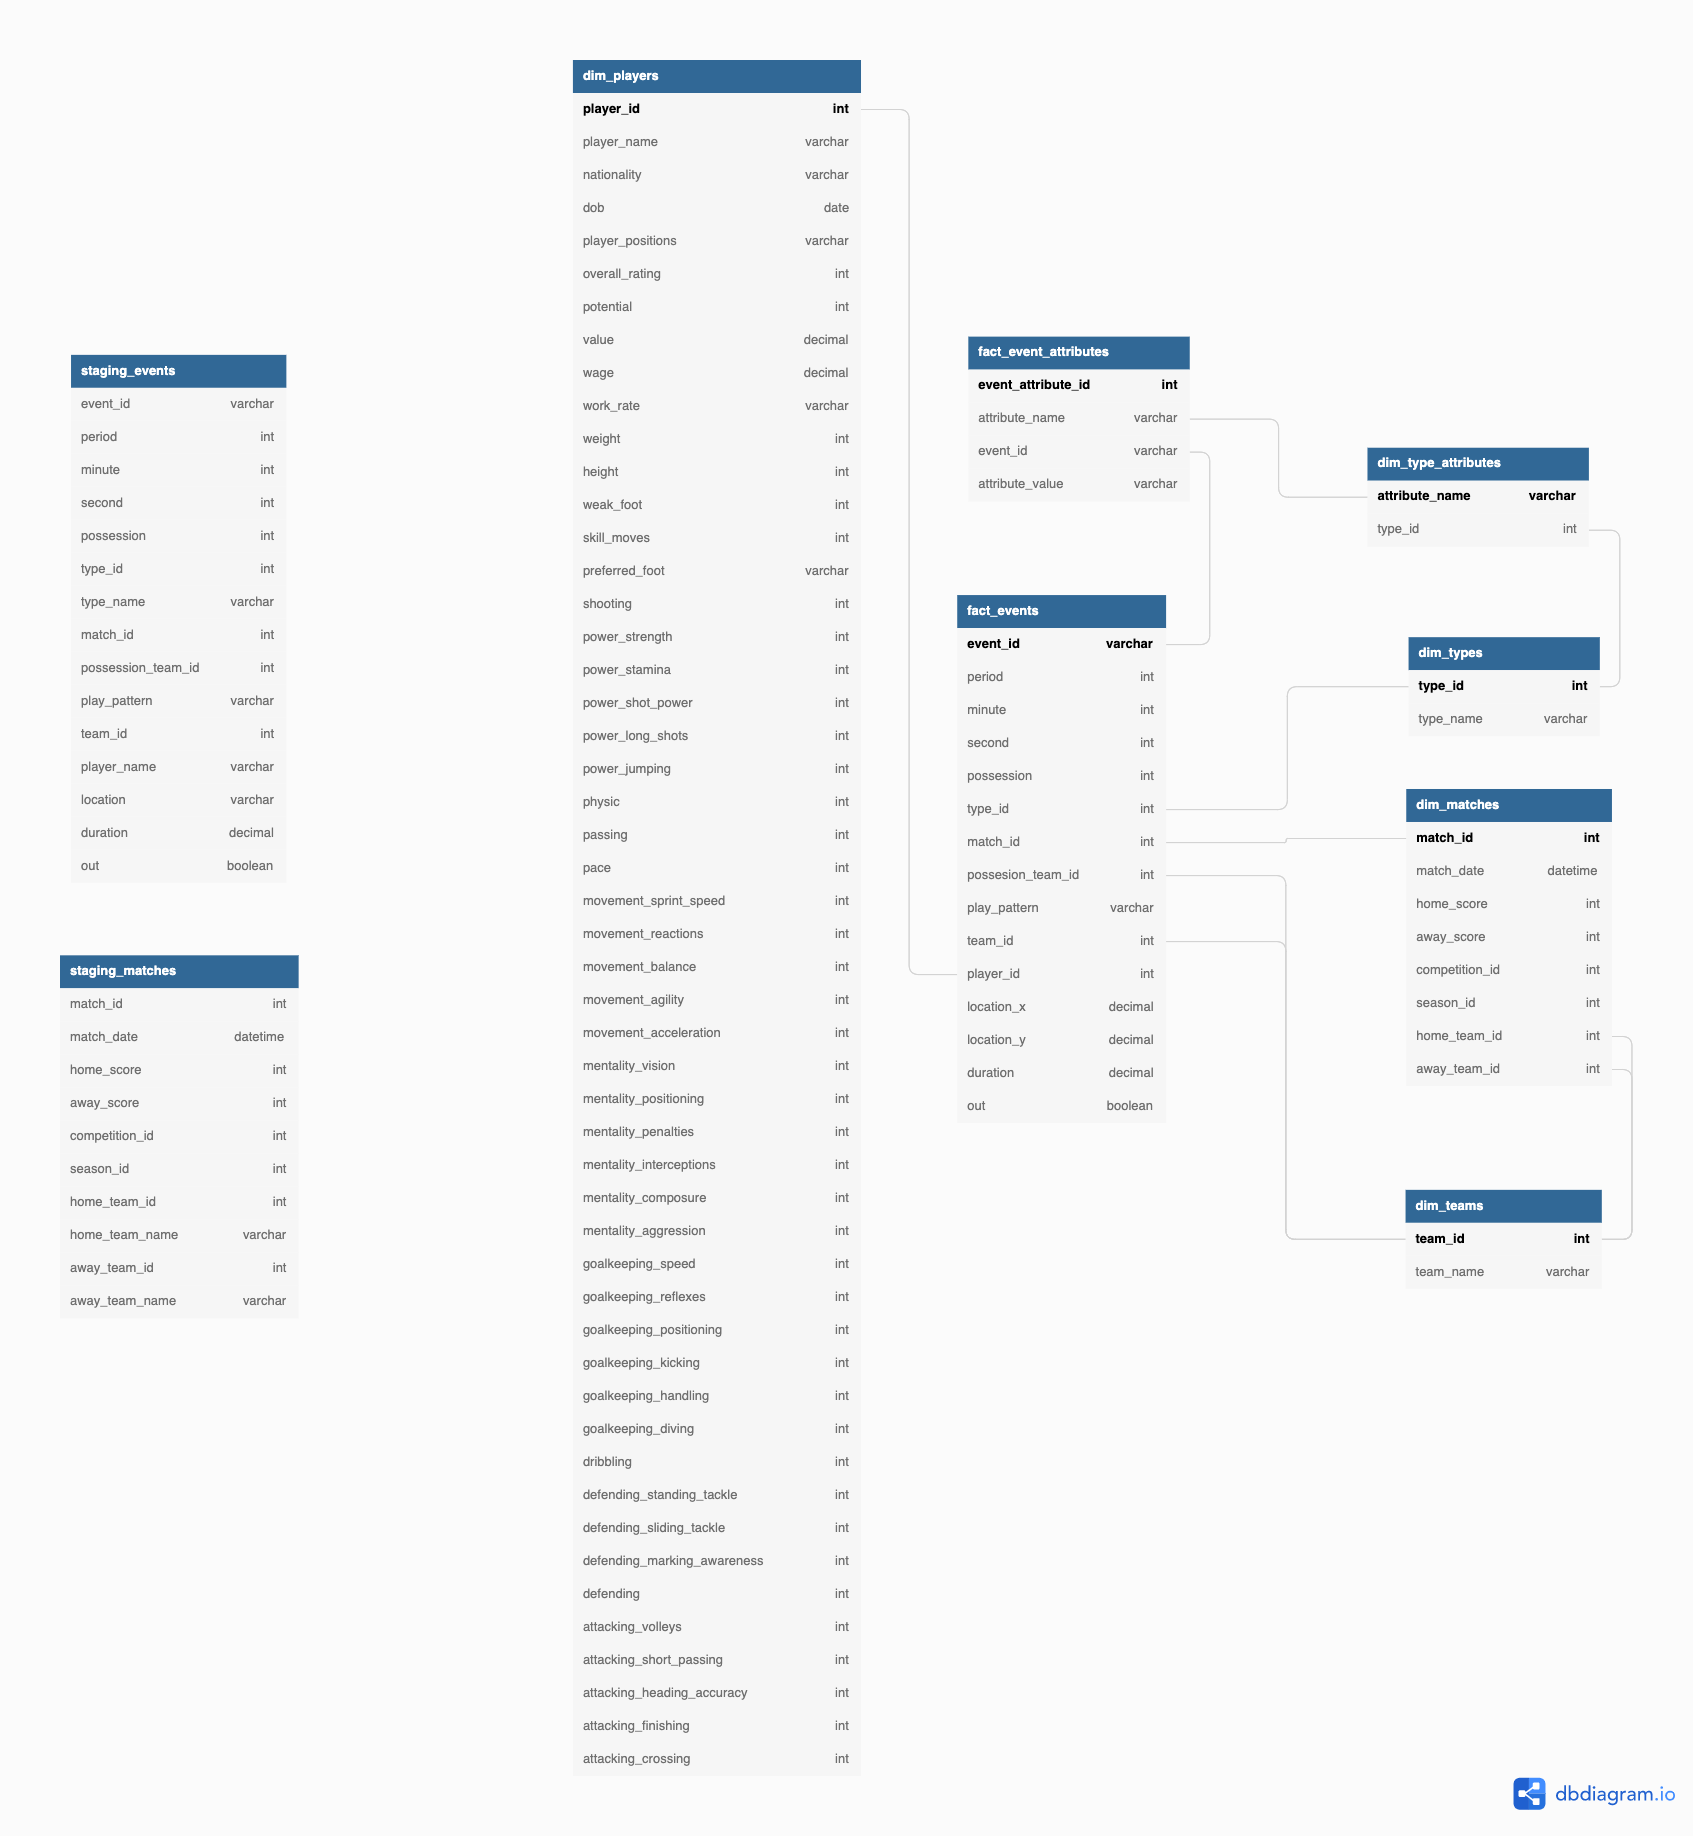 dim_players
player_id int
player_name varchar
nationality varchar
dob date
player_positions varchar
overall_rating int
potential int
value decimal
wage decimal
work_rate varchar
weight int
height int
weak_foot int
skill_moves int
preferred_foot varchar
shooting int
power_strength int
power_stamina int
power_shot_power int
power_long_shots int
power_jumping int
physic int
passing int
pace int
movement_sprint_speed int
movement_reactions int
movement_balance int
movement_agility int
movement_acceleration int
mentality_vision int
mentality_positioning int
mentality_penalties int
mentality_interceptions int
mentality_composure int
mentality_aggression int
goalkeeping_speed int
goalkeeping_reflexes int
goalkeeping_positioning int
goalkeeping_kicking int
goalkeeping_handling int
goalkeeping_diving int
dribbling int
defending_standing_tackle int
defending_sliding_tackle int
defending_marking_awareness int
defending int
attacking_volleys int
attacking_short_passing int
attacking_heading_accuracy int
attacking_finishing int
attacking_crossing int
staging_events
event_id varchar
period int
minute int
second int
possession int
type_id int
type_name varchar
match_id int
possession_team_id int
play_pattern varchar
team_id int
player_name varchar
location varchar
duration decimal
out boolean
staging_matches
match_id int
match_date datetime
home_score int
away_score int
competition_id int
season_id int
home_team_id int
home_team_name varchar
away_team_id int
away_team_name varchar
fact_event_attributes
event_attribute_id int
attribute_name varchar
event_id varchar
attribute_value varchar
fact_events
event_id varchar
period int
minute int
second int
possession int
type_id int
match_id int
possesion_team_id int
play_pattern varchar
team_id int
player_id int
location_x decimal
location_y decimal
duration decimal
out boolean
dim_type_attributes
attribute_name varchar
type_id int
dim_types
type_id int
type_name varchar
dim_matches
match_id int
match_date datetime
home_score int
away_score int
competition_id int
season_id int
home_team_id int
away_team_id int
dim_teams
team_id int
team_name varchar
dbdiagram.io